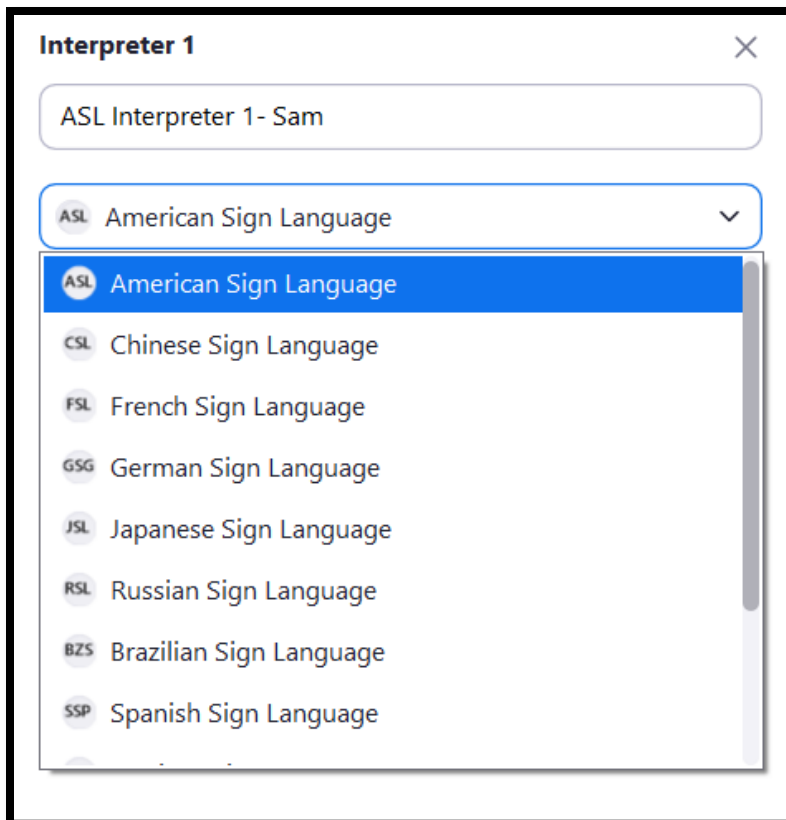 Interpreter 1
ASL Interpreter 1- Sam
ASL American Sign Language
ASL American Sign Language
CSL Chinese Sign Language
FSL French Sign Language
GSG German Sign Language
JSL Japanese Sign Language
RSL Russian Sign Language
BZS Brazilian Sign Language
SSP Spanish Sign Language